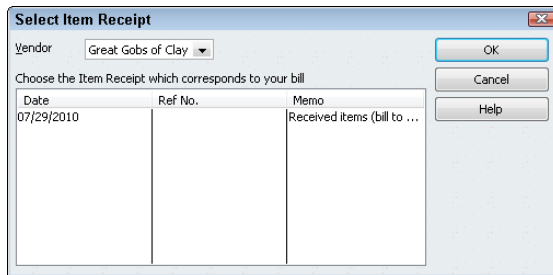 Select Item Receipt
Vendor Great Gobs of Clay
OK
Choose the Item Receipt which corresponds to your bill
Cancel
Date Ref No. Memo
Help
07/29/2010 Received items (bill to ...